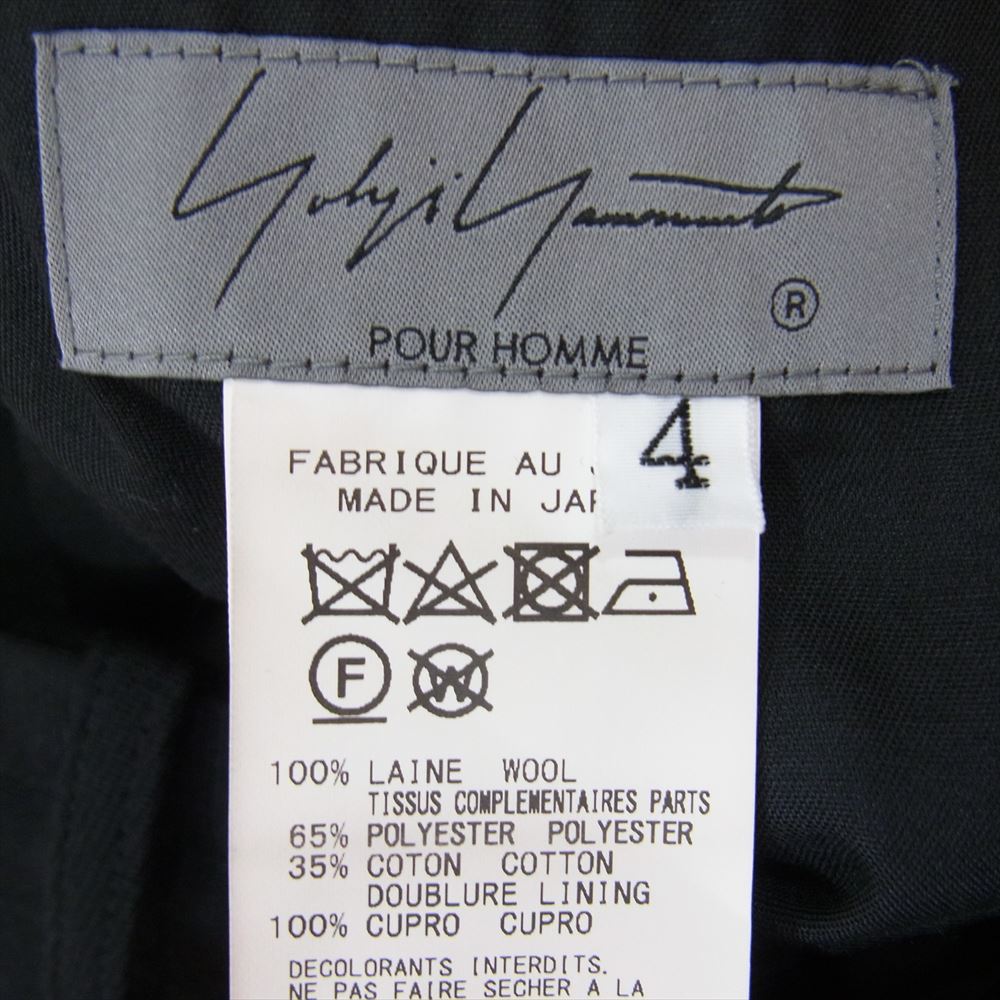 Yohji Yamamoto
®
POUR HOMME
4
FABRIQUE AU
MADE IN JAP
F
W
100% LAINE WOOL
TISSUS COMPLEMENTAIRES PARTS
65% POLYESTER POLYESTER
35% COTON COTTON
DOUBLURE LINING
100% CUPRO CUPRO
DECOLORANTS INTERDITS.
NE PAS FAIRE SECHER A LA